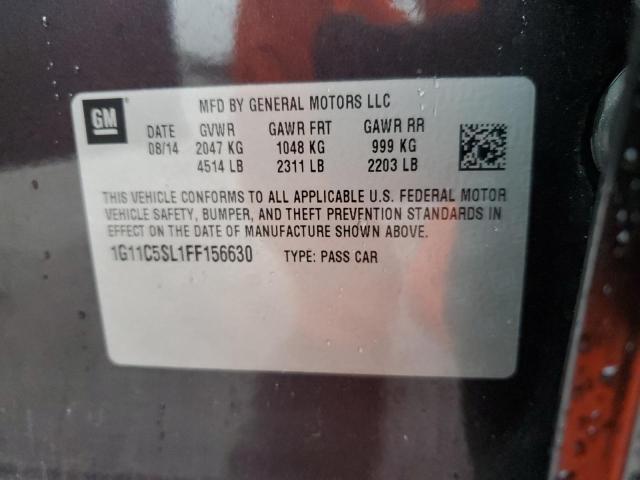 GM
MFD BY GENERAL MOTORS LLC
DATE GVWR GAWR FRT GAWR RR
08/14 2047 KG 1048 KG 999 KG
4514 LB 2311 LB 2203 LB
THIS VEHICLE CONFORMS TO ALL APPLICABLE U.S. FEDERAL MOTOR
VEHICLE SAFETY, BUMPER, AND THEFT PREVENTION STANDARDS IN
EFFECT ON THE DATE OF MANUFACTURE SHOWN ABOVE.
1G11C5SL1FF156630 TYPE: PASS CAR